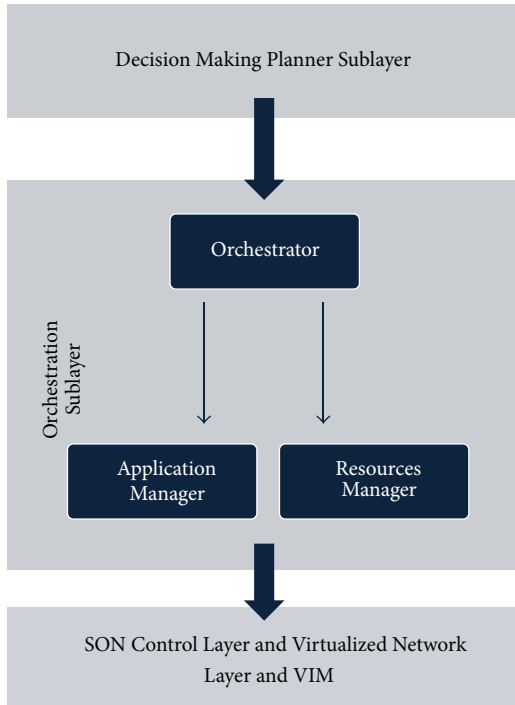 Decision Making Planner Sublayer
Orchestrator
Orchestration
Sublayer
Application
Manager
Resources
Manager
SON Control Layer and Virtualized Network
Layer and VIM